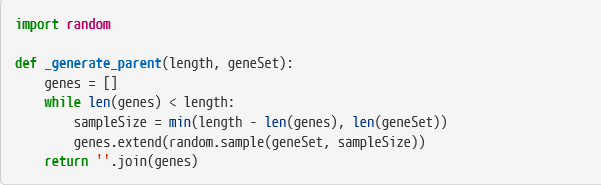 import random

def _generate_parent(length, geneSet):
    genes = []
    while len(genes) < length:
        sampleSize = min(length - len(genes), len(geneSet))
        genes.extend(random.sample(geneSet, sampleSize))
    return ''.join(genes)